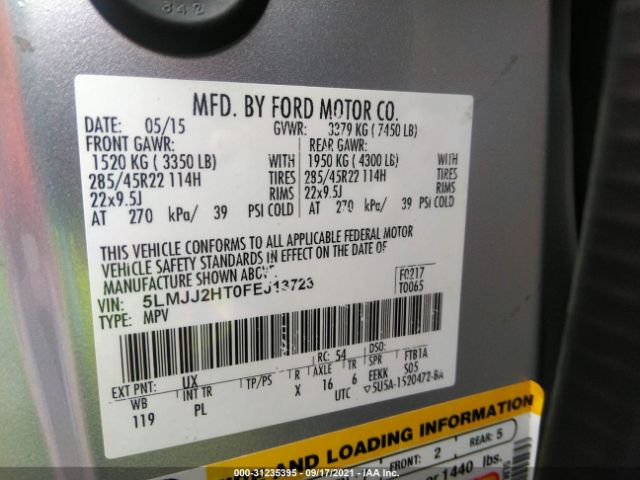 842
MFD. BY FORD MOTOR CO.
DATE: 05/15 GVWR: 3379 KG ( 7450 LB)
FRONT GAWR: REAR GAWR:
1520 KG ( 3350 LB) WITH 1950 KG ( 4300 LB) WITH
285/45R22 114H TIRES 285/45R22 114H TIRES
22x9.5J RIMS 22x9.5J RIMS
AT 270 kPa/ 39 PSI COLD AT 270 kPa/ 39 PSI COLD
THIS VEHICLE CONFORMS TO ALL APPLICABLE FEDERAL MOTOR
VEHICLE SAFETY STANDARDS IN EFFECT ON THE DATE OF
MANUFACTURE SHOWN ABOVE.
VIN: 5LMJJ2HT0FEJ13723 F0217
TYPE: MPV T0065
EXT PNT: UX RC: 54 DSO:
WB INT TR TP/PS R AXLE TR SPR FTB1A
119 PL X 16 6 EEKK S05
UTC 5U5A-1520472-BA
AND LOADING INFORMATION
FRONT: 2 REAR: 5
or 1440 lbs.
000-31235395 09/17/2021 IAA Inc.